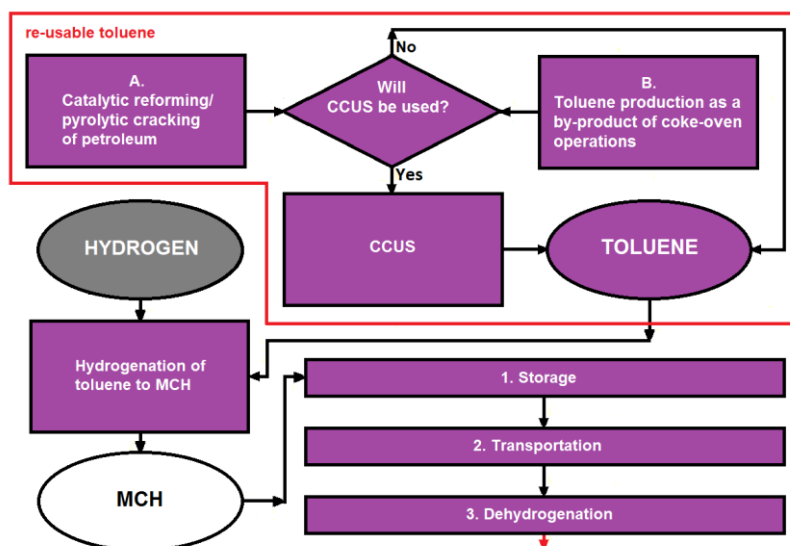 re-usable toluene
No
A.
Catalytic reforming/
pyrolytic cracking
of petroleum
Will
CCUS be used?
B.
Toluene production as a
by-product of coke-oven
operations
Yes
HYDROGEN
CCUS
TOLUENE
Hydrogenation of
toluene to MCH
1. Storage
2. Transportation
MCH
3. Dehydrogenation